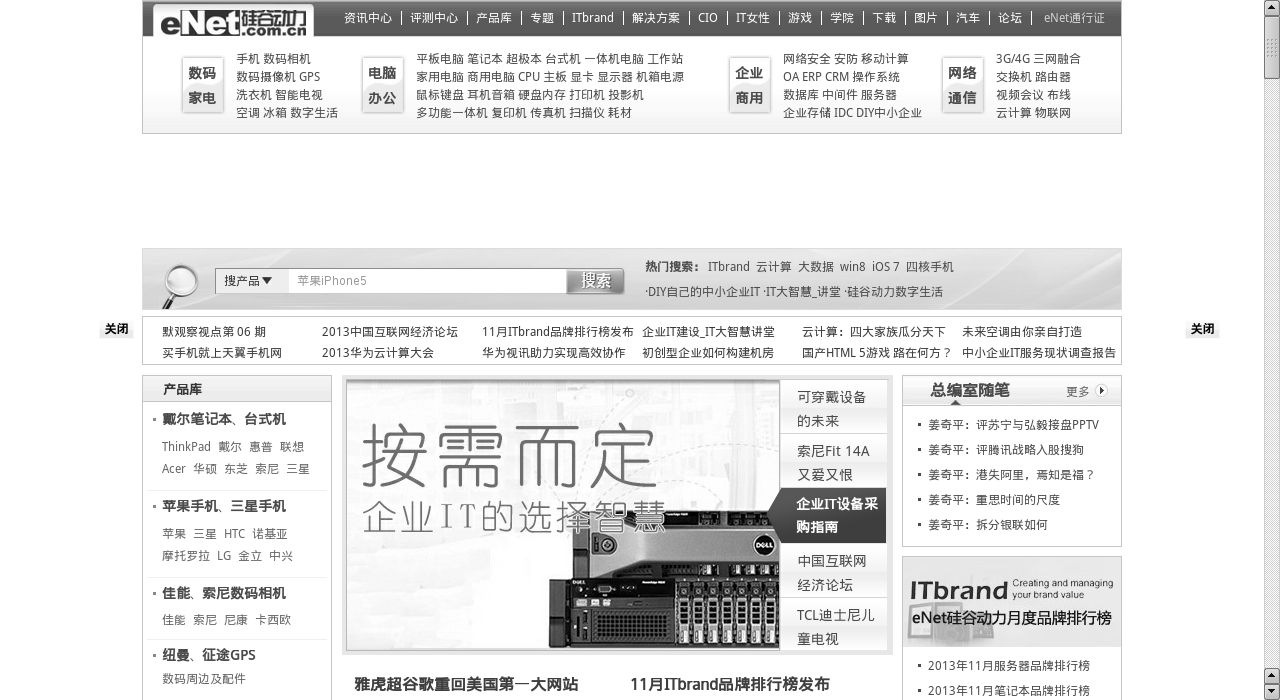 eNet硅谷动力.com.cn
资讯中心 评测中心 产品库 专题 ITbrand 解决方案 CIO IT女性 游戏 学院 下载 图片 汽车 论坛 eNet通行证
数码家电
手机 数码相机
数码摄像机 GPS
洗衣机 智能电视
空调 冰箱 数字生活
电脑办公
平板电脑 笔记本 超极本 台式机 一体机电脑 工作站
家用电脑 商用电脑 CPU 主板 显卡 显示器 机箱电源
鼠标键盘 耳机音箱 硬盘内存 打印机 投影机
多功能一体机 复印机 传真机 扫描仪 耗材
企业商用
网络安全 安防 移动计算
OA ERP CRM 操作系统
数据库 中间件 服务器
企业存储 IDC DIY中小企业
网络通信
3G/4G 三网融合
交换机 路由器
视频会议 布线
云计算 物联网
搜产品 苹果iPhone5 搜索
热门搜索： ITbrand 云计算 大数据 win8 iOS 7 四核手机
·DIY自己的中小企业IT ·IT大智慧_讲堂 ·硅谷动力数字生活
关闭
关闭
默观察视点第 06 期 2013中国互联网经济论坛 11月ITbrand品牌排行榜发布 企业IT建设_IT大智慧讲堂 云计算：四大家族瓜分天下 未来空调由你亲自打造
买手机就上天翼手机网 2013华为云计算大会 华为视讯助力实现高效协作 初创型企业如何构建机房 国产HTML 5游戏 路在何方？ 中小企业IT服务现状调查报告
产品库
戴尔笔记本、台式机
ThinkPad 戴尔 惠普 联想
Acer 华硕 东芝 索尼 三星
苹果手机、三星手机
苹果 三星 HTC 诺基亚
摩托罗拉 LG 金立 中兴
佳能、索尼数码相机
佳能 索尼 尼康 卡西欧
纽曼、征途GPS
数码周边及配件
按需而定
企业IT的选择智慧
DELL
可穿戴设备
的未来
索尼Fit 14A
又爱又恨
企业IT设备采
购指南
中国互联网
经济论坛
TCL迪士尼儿
童电视
雅虎超谷歌重回美国第一大网站 11月ITbrand品牌排行榜发布
总编室随笔 更多
姜奇平：评苏宁与弘毅接盘PPTV
姜奇平：评腾讯战略入股搜狗
姜奇平：港失阿里，焉知是福？
姜奇平：重思时间的尺度
姜奇平：拆分银联如何
ITbrand Creating and managing
your brand value
eNet硅谷动力月度品牌排行榜
2013年11月服务器品牌排行榜
2013年11月笔记本品牌排行榜